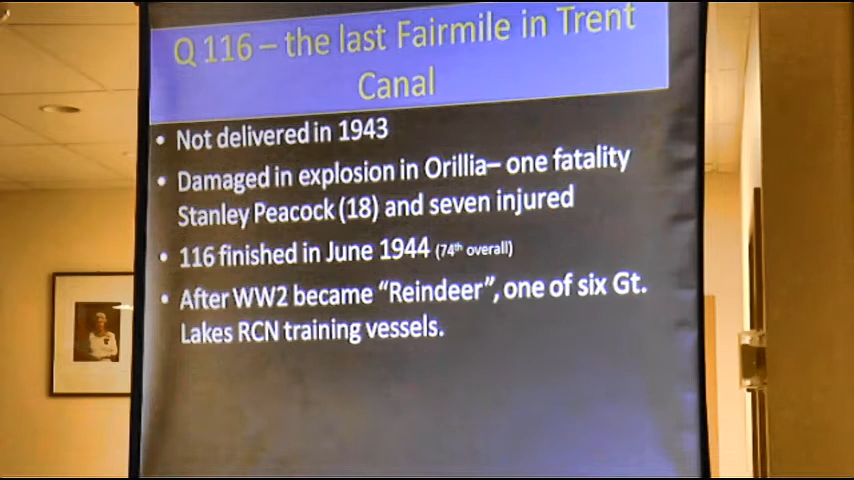 Q 116 – the last Fairmile in Trent
Canal
• Not delivered in 1943
• Damaged in explosion in Orillia– one fatality
Stanley Peacock (18) and seven injured
• 116 finished in June 1944 (74th overall)
• After WW2 became “Reindeer”, one of six Gt.
Lakes RCN training vessels.